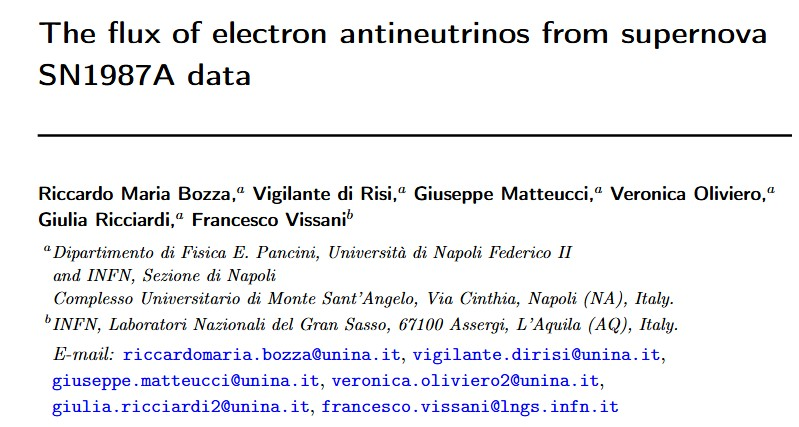 The flux of electron antineutrinos from supernova
SN1987A data
Riccardo Maria Bozza,ᵃ Vigilante di Risi,ᵃ Giuseppe Matteucci,ᵃ Veronica Oliviero,ᵃ
Giulia Ricciardi,ᵃ Francesco Vissaniᵇ
ᵃDipartimento di Fisica E. Pancini, Università di Napoli Federico II
and INFN, Sezione di Napoli
Complesso Universitario di Monte Sant'Angelo, Via Cinthia, Napoli (NA), Italy.
ᵇINFN, Laboratori Nazionali del Gran Sasso, 67100 Assergi, L'Aquila (AQ), Italy.
E-mail: riccardomaria.bozza@unina.it, vigilante.dirisi@unina.it,
giuseppe.matteucci@unina.it, veronica.oliviero2@unina.it,
giulia.ricciardi2@unina.it, francesco.vissani@lngs.infn.it